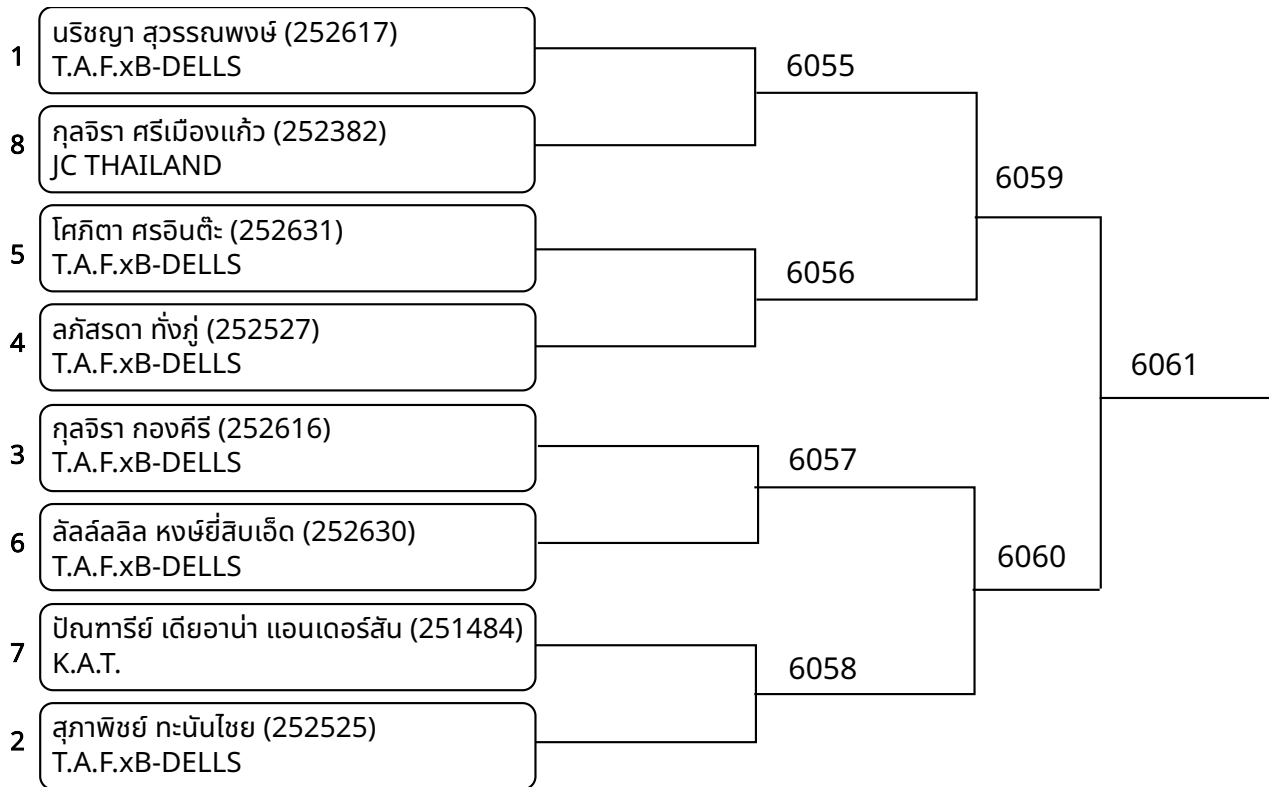 1
นริชญา สุวรรณพงษ์ (252617)
T.A.F.xB-DELLS
8
กุลจิรา ศรีเมืองแก้ว (252382)
JC THAILAND
5
โศภิตา ศรอินต๊ะ (252631)
T.A.F.xB-DELLS
4
ลภัสรดา ทั่งภู่ (252527)
T.A.F.xB-DELLS
3
กุลจิรา กองคีรี (252616)
T.A.F.xB-DELLS
6
ลัลล์ลลิล หงษ์ยี่สิบเอ็ด (252630)
T.A.F.xB-DELLS
7
ปัณฑารีย์ เดียอาน่า แอนเดอร์สัน (251484)
K.A.T.
2
สุภาพิชย์ ทะนันไชย (252525)
T.A.F.xB-DELLS
6055
6056
6057
6058
6059
6060
6061